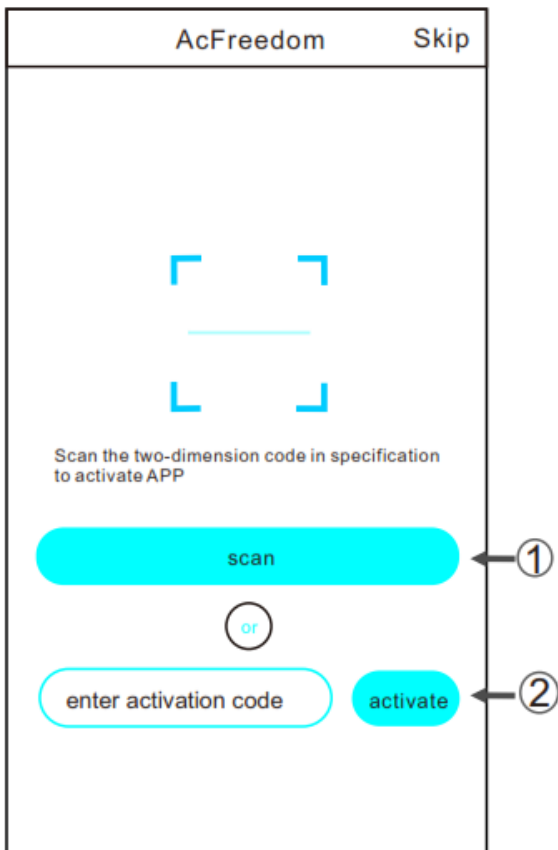 AcFreedom Skip
Scan the two-dimension code in specification
to activate APP
scan ①
or
enter activation code activate ②